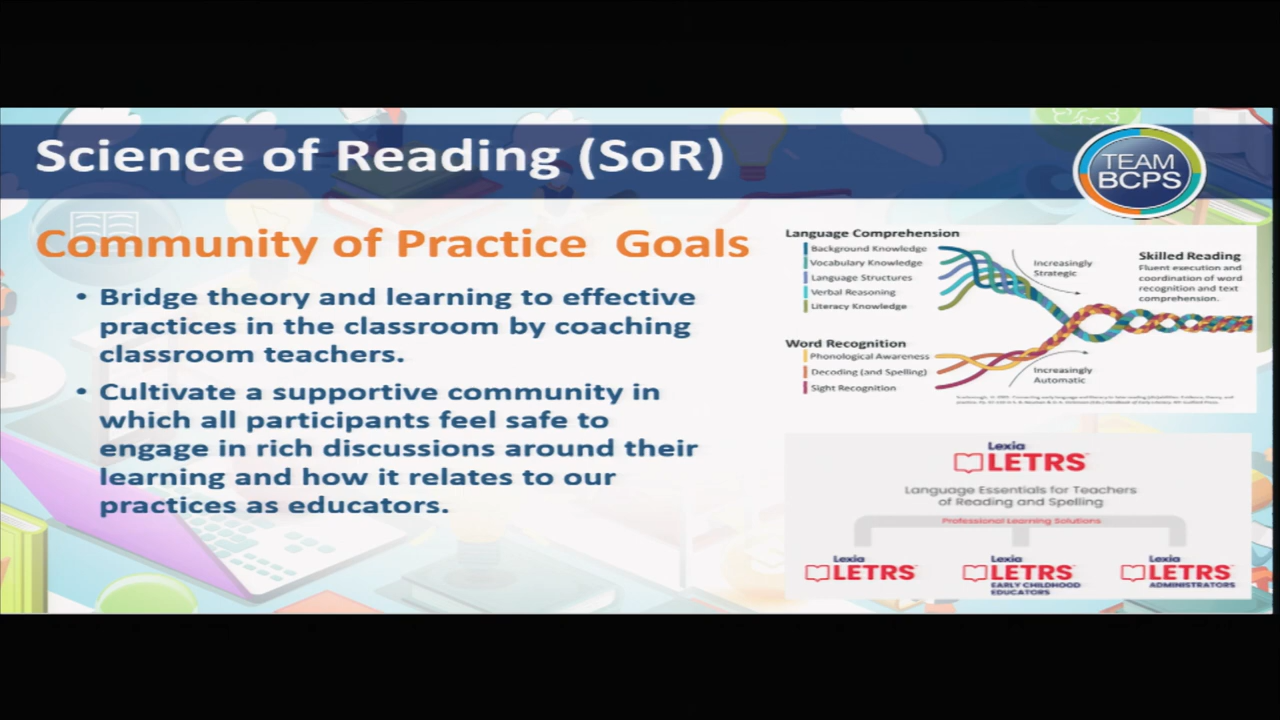 Science of Reading (SoR)
TEAM
BCPS
Community of Practice Goals
• Bridge theory and learning to effective
practices in the classroom by coaching
classroom teachers.
• Cultivate a supportive community in
which all participants feel safe to
engage in rich discussions around their
learning and how it relates to our
practices as educators.
Language Comprehension
Background Knowledge
Vocabulary Knowledge
Language Structures
Verbal Reasoning
Literacy Knowledge
Increasingly
Strategic
Skilled Reading
Fluent execution and
coordination of word
recognition and text
comprehension.
Word Recognition
Phonological Awareness
Decoding (and Spelling)
Sight Recognition
Increasingly
Automatic
Lexia
LETRS
Language Essentials for Teachers
of Reading and Spelling
Professional Learning Solutions
Lexia
LETRS
Lexia
LETRS
EARLY CHILDHOOD
EDUCATORS
Lexia
LETRS
ADMINISTRATORS